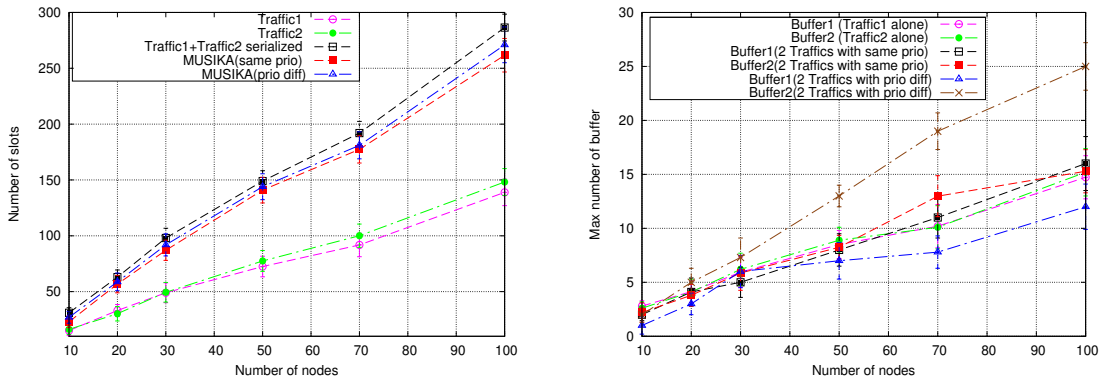 300
250
200
150
100
50
10
20
30
40
50
60
70
80
90
100
Number of slots
Number of nodes
Traffic1
Traffic2
Traffic1+Traffic2 serialized
MUSIKA(same prio)
MUSIKA(prio diff)
30
25
20
15
10
5
0
10
20
30
40
50
60
70
80
90
100
Max number of buffer
Number of nodes
Buffer1 (Traffic1 alone)
Buffer2 (Traffic2 alone)
Buffer1(2 Traffics with same prio)
Buffer2(2 Traffics with same prio)
Buffer1(2 Traffics with prio diff)
Buffer2(2 Traffics with prio diff)